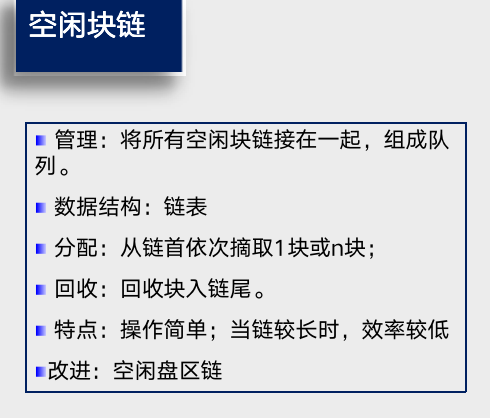 空闲块链
管理：将所有空闲块链接在一起，组成队
列。
数据结构：链表
分配：从链首依次摘取1块或n块；
回收：回收块入链尾。
特点：操作简单；当链较长时，效率较低
改进：空闲盘区链